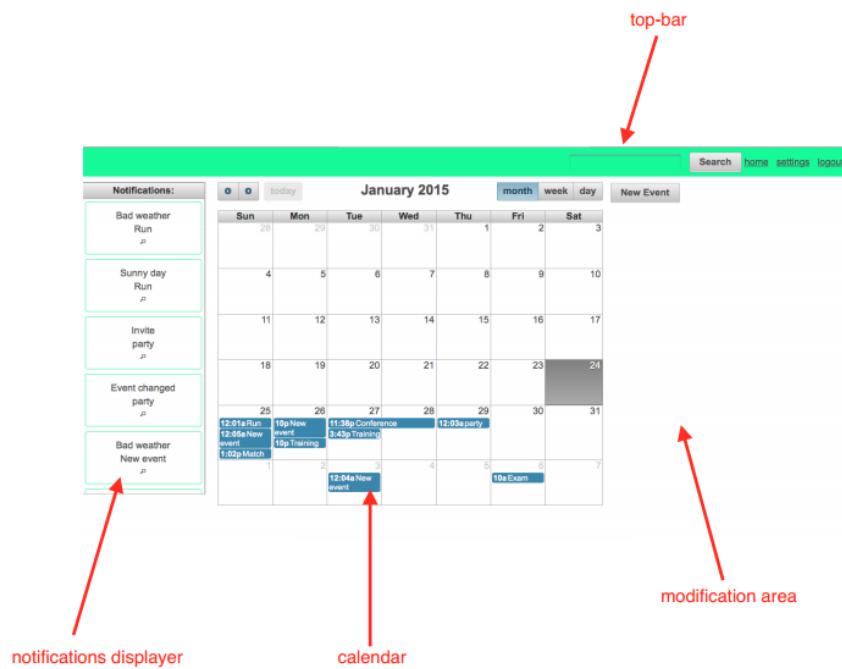 top-bar
Search home settings logout
Notifications:
today
January 2015
month week day
New Event
Bad weather
Run
Sunny day
Run
Invite
party
Event changed
party
Bad weather
New event
Sun Mon Tue Wed Thu Fri Sat
28 29 30 31 1 2 3
4 5 6 7 8 9 10
11 12 13 14 15 16 17
18 19 20 21 22 23 24
25 26 27 28 29 30 31
12:01a Run 10p New event 11:38p Conference 12:03a party
12:05a New event 10p Training 3:43p Training
1:02p Match
1 2 3 4 5 6 7
12:04a New event 10a Exam
modification area
notifications displayer
calendar